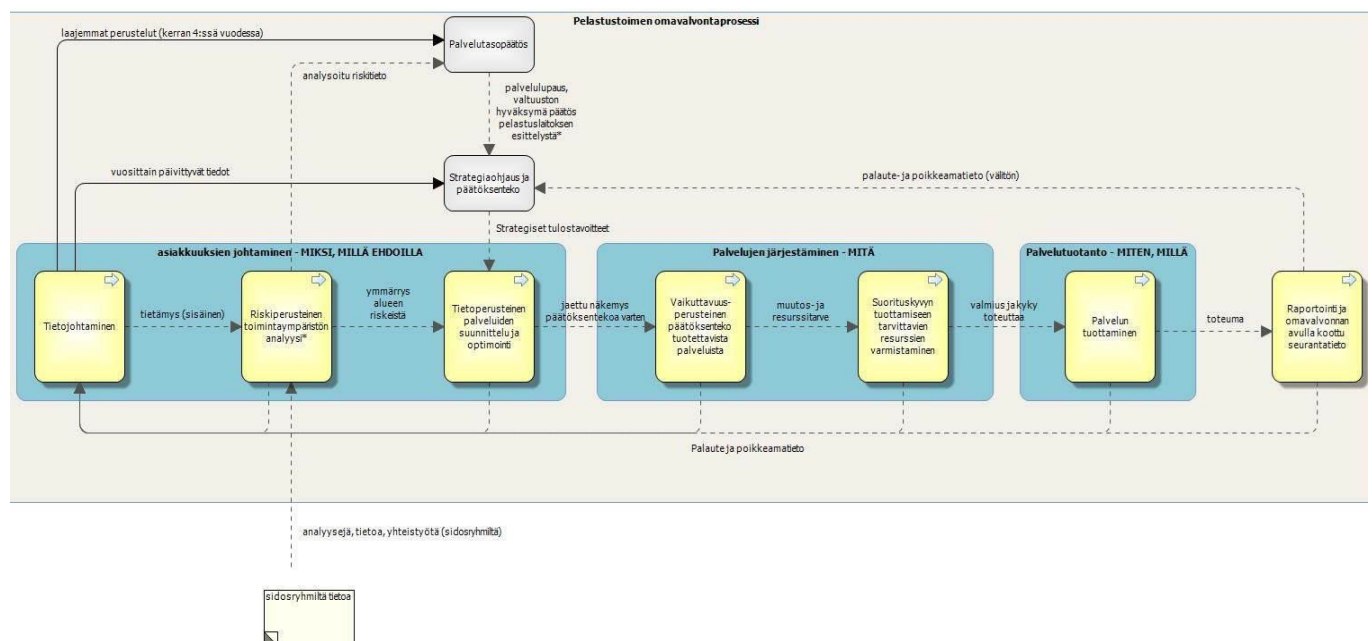 Pelastustoimen omavalvontaprosessi
laajemmat perustelut (kerran 4:ssä vuodessa)
Palvelutasopäätös
analysoitu riskitieto
palvelulupaus,
valtuuston
hyväksymä päätös
pelastuslaitoksen
esittelystä*
vuosittain päivittyvät tiedot
Strategiaohjaus ja
päätöksenteko
palaute- ja poikkeamatieto (välitön)
Strategiset tulostavoitteet
asiakkuuksien johtaminen - MIKSI, MILLÄ EHDOILLA
Palvelujen järjestäminen - MITÄ
Palvelutuotanto - MITEN, MILLÄ
Tietojohtaminen
tietämys (sisäinen)
Riskiperusteinen
toimintaympäristön
analyysi*
ymmärrys
alueen
riskeistä
Tietoperusteinen
palveluiden
suunnittelu ja
optimointi
jaettu näkemys
päätöksentekoa varten
Vaikuttavuus-
perusteinen
päätöksenteko
tuotettavista
palveluista
muutos- ja
resurssitarve
Suorituskyvyn
tuottamiseen
tarvittavien
resurssien
varmistaminen
valmius ja kyky
toteuttaa
Palvelun
tuottaminen
toteuma
Raportointi ja
omavalvonnan
avulla koottu
seurantatieto
Palaute ja poikkeamatieto
analyysejä, tietoa, yhteistyötä (sidosryhmiltä)
sidosryhmiltä tietoa